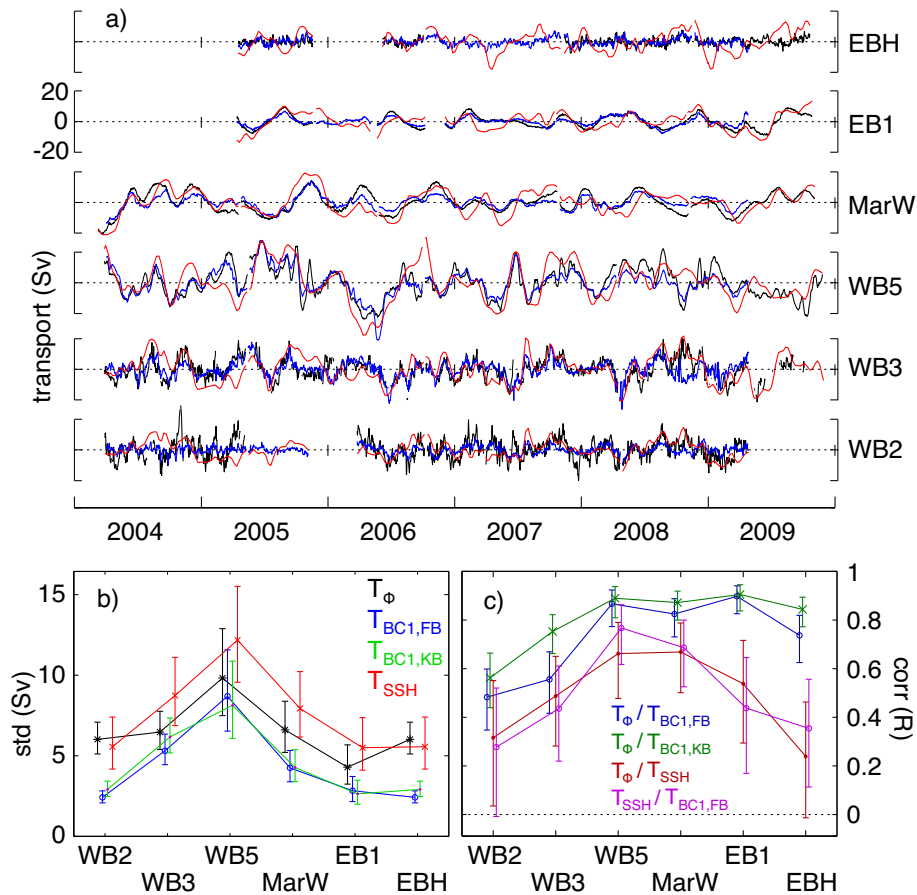 a)
EBH
20
0
-20
EB1
MarW
WB5
WB3
WB2
transport (Sv)
2004 2005 2006 2007 2008 2009
b)
15
10
5
0
std (Sv)
TΦ
TBC1,FB
TBC1,KB
TSSH
WB2 WB5 EB1
WB3 MarW EBH
c)
1
0.8
0.6
0.4
0.2
0
corr (R)
TΦ / TBC1,FB
TΦ / TBC1,KB
TΦ / TSSH
TSSH / TBC1,FB
WB2 WB5 EB1
WB3 MarW EBH